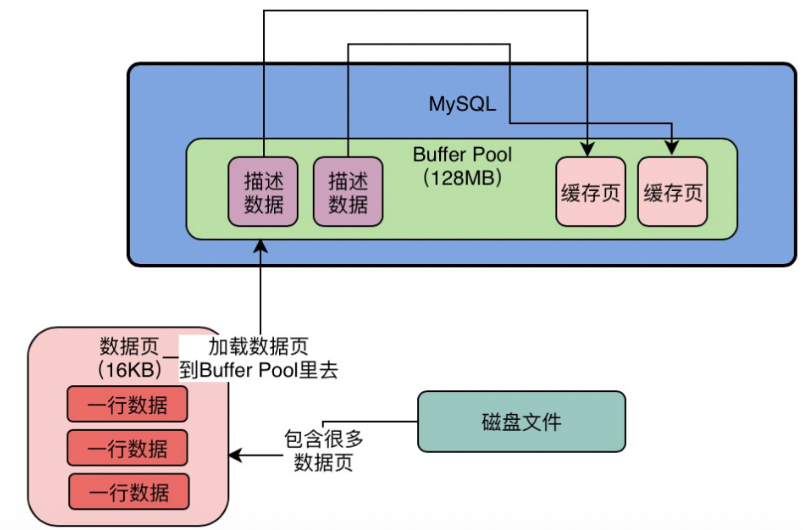 MySQL
Buffer Pool
（128MB）
描述
数据
描述
数据
缓存页
缓存页
数据页
（16KB）
加载数据页
到Buffer Pool里去
一行数据
一行数据
一行数据
包含很多
数据页
磁盘文件